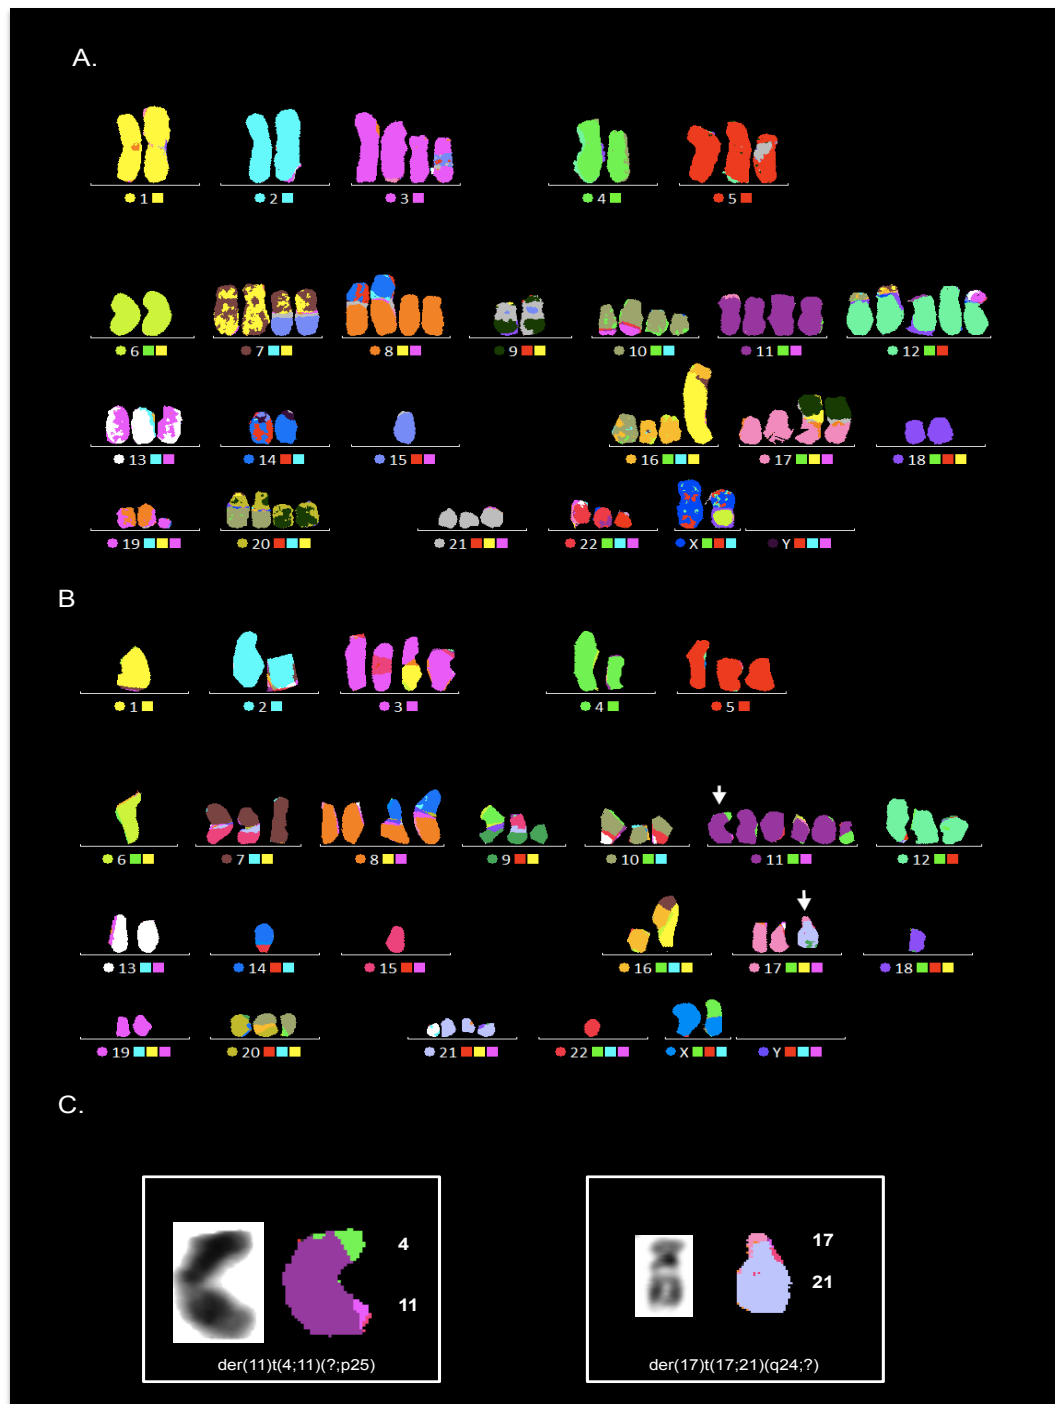 A.
1 2 3 4 5
6 7 8 9 10 11 12
13 14 15 16 17 18
19 20 21 22 X Y
B
1 2 3 4 5
6 7 8 9 10 11 12
13 14 15 16 17 18
19 20 21 22 X Y
C.
4
11
der(11)t(4;11)(?;p25)
17
21
der(17)t(17;21)(q24;?)